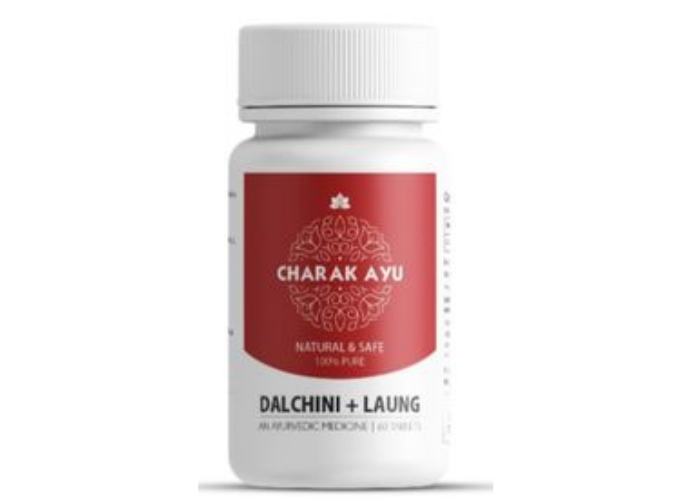 CHARAK AYU
NATURAL & SAFE
100% PURE
DALCHINI + LAUNG
AN AYURVEDIC MEDICINE | 60 TABLETS